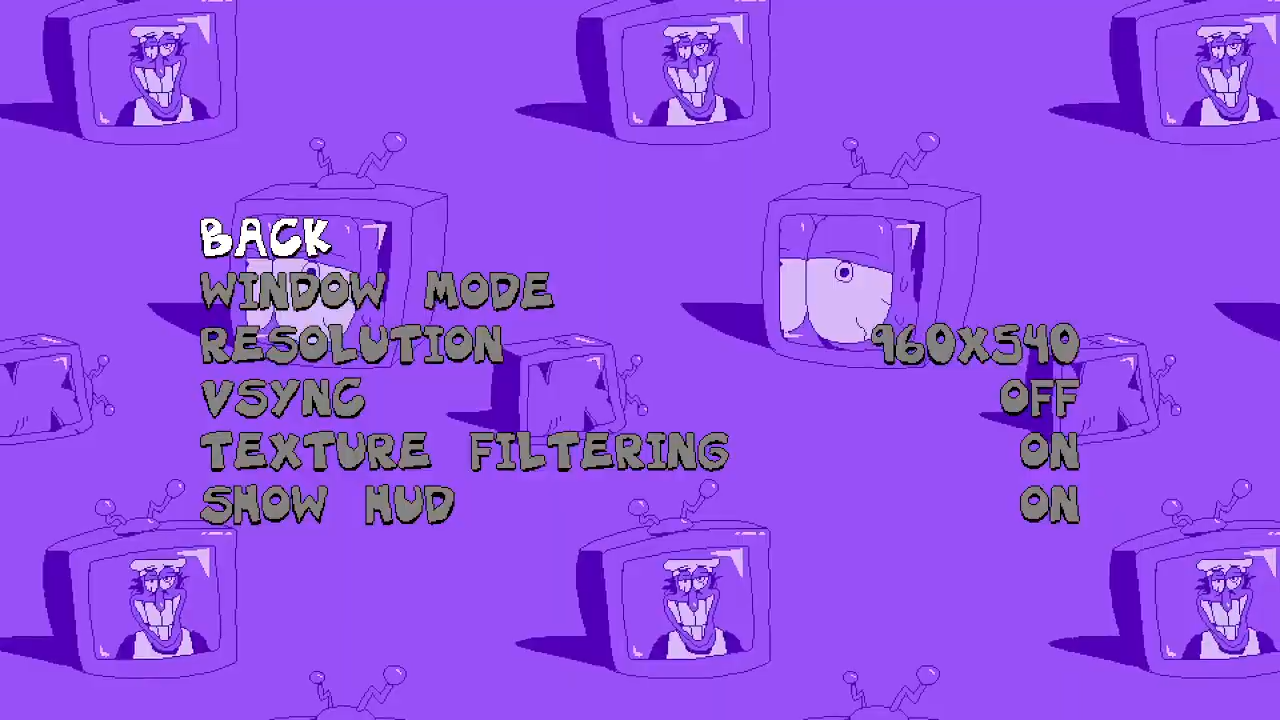 BACK
WINDOW MODE
RESOLUTION 960X540
VSYNC OFF
TEXTURE FILTERING ON
SHOW HUD ON